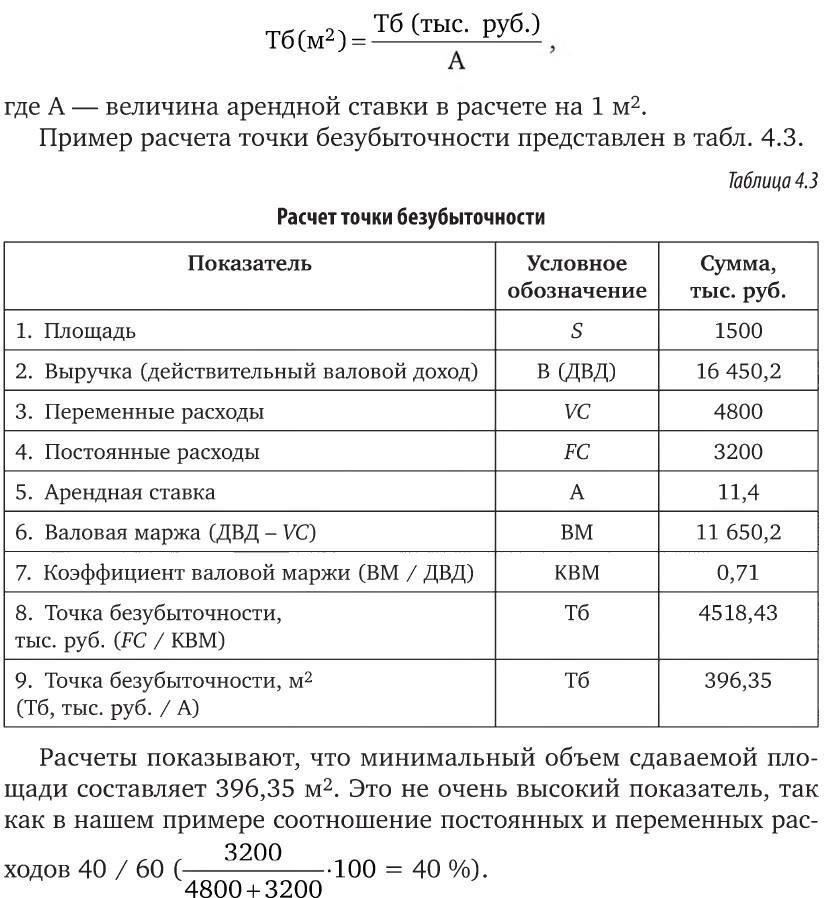 Тб(м²) = Тб (тыс. руб.) / А ,
где А — величина арендной ставки в расчете на 1 м².
Пример расчета точки безубыточности представлен в табл. 4.3.
Таблица 4.3
Расчет точки безубыточности
Показатель | Условное обозначение | Сумма, тыс. руб.
1. Площадь | S | 1500
2. Выручка (действительный валовой доход) | В (ДВД) | 16 450,2
3. Переменные расходы | VC | 4800
4. Постоянные расходы | FC | 3200
5. Арендная ставка | А | 11,4
6. Валовая маржа (ДВД – VC) | ВМ | 11 650,2
7. Коэффициент валовой маржи (ВМ / ДВД) | КВМ | 0,71
8. Точка безубыточности, тыс. руб. (FC / КВМ) | Тб | 4518,43
9. Точка безубыточности, м² (Тб, тыс. руб. / А) | Тб | 396,35
Расчеты показывают, что минимальный объем сдаваемой пло-
щади составляет 396,35 м². Это не очень высокий показатель, так
как в нашем примере соотношение постоянных и переменных рас-
ходов 40 / 60 (3200 / 4800+3200 ·100 = 40 %).